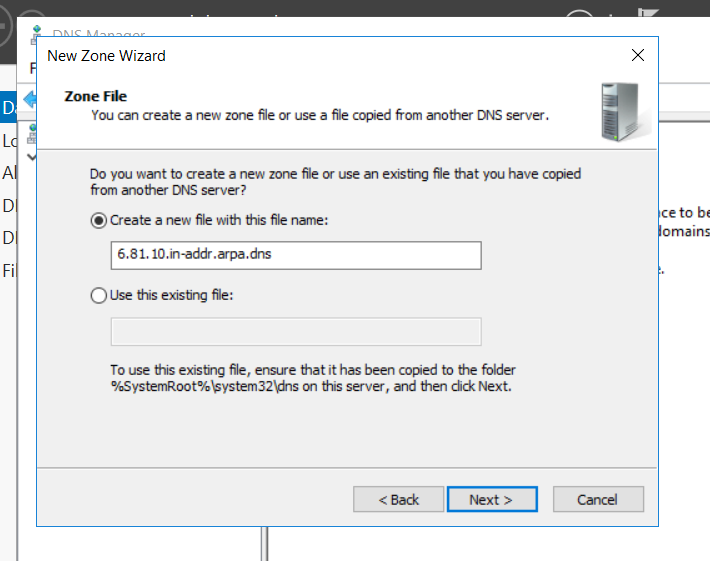 DNS Manager
New Zone Wizard
F
Zone File
You can create a new zone file or use a file copied from another DNS server.
Da
Lo
Do you want to create a new zone file or use an existing file that you have copied
Al
from another DNS server?
D
Create a new file with this file name:
ce to be
D
domains
6.81.10.in-addr.arpa.dns
Fil
e.
Use this existing file:
To use this existing file, ensure that it has been copied to the folder
%SystemRoot%\system32\dns on this server, and then click Next.
< Back
Next >
Cancel